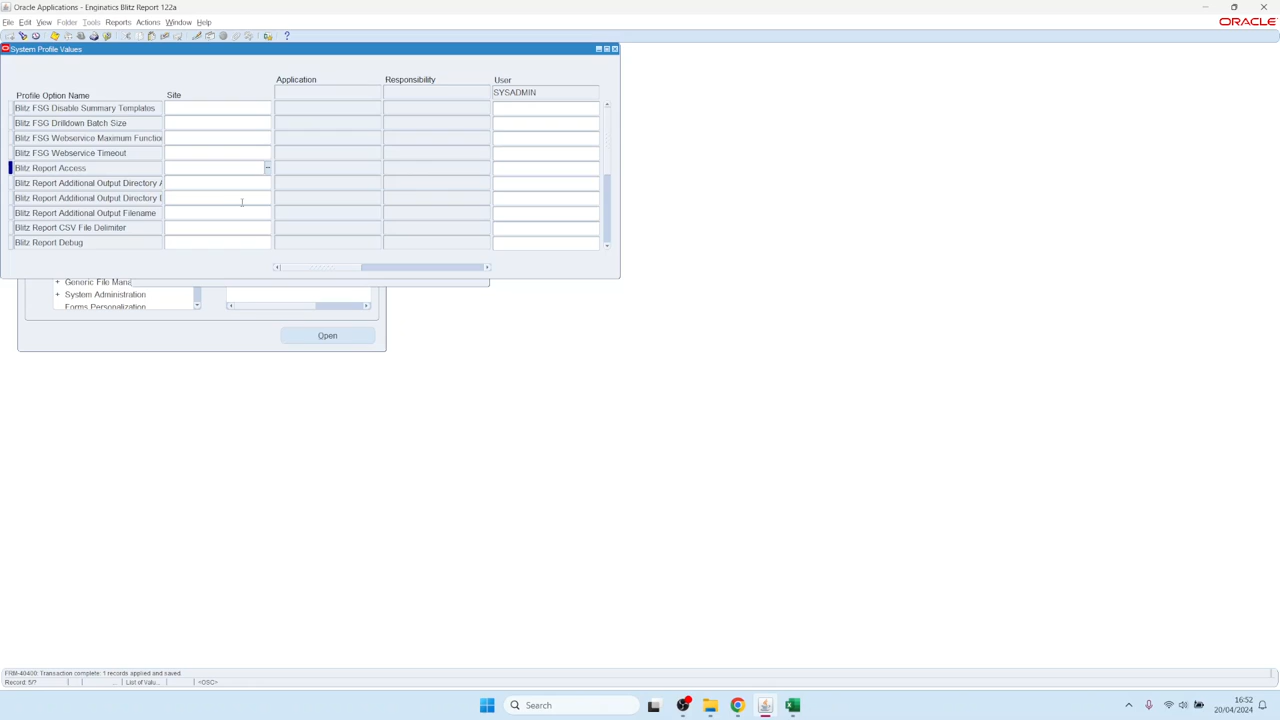 Oracle Applications - Enginatics Blitz Report 122a
File Edit View Folder Tools Reports Actions Window Help
ORACLE
System Profile Values
Application Responsibility User
Profile Option Name Site SYSADMIN
Blitz FSG Disable Summary Templates
Blitz FSG Drilldown Batch Size
Blitz FSG Webservice Maximum Functio
Blitz FSG Webservice Timeout
Blitz Report Access
Blitz Report Additional Output Directory A
Blitz Report Additional Output Directory
Blitz Report Additional Output Filename
Blitz Report CSV File Delimiter
Blitz Report Debug
+ Generic File Mana
+ System Administration
Forms Personalization
Open
FRM-40400: Transaction complete: 1 records applied and saved.
Record: 5/? ... List of Valu... <OSC>
Search
16:52
20/04/2024